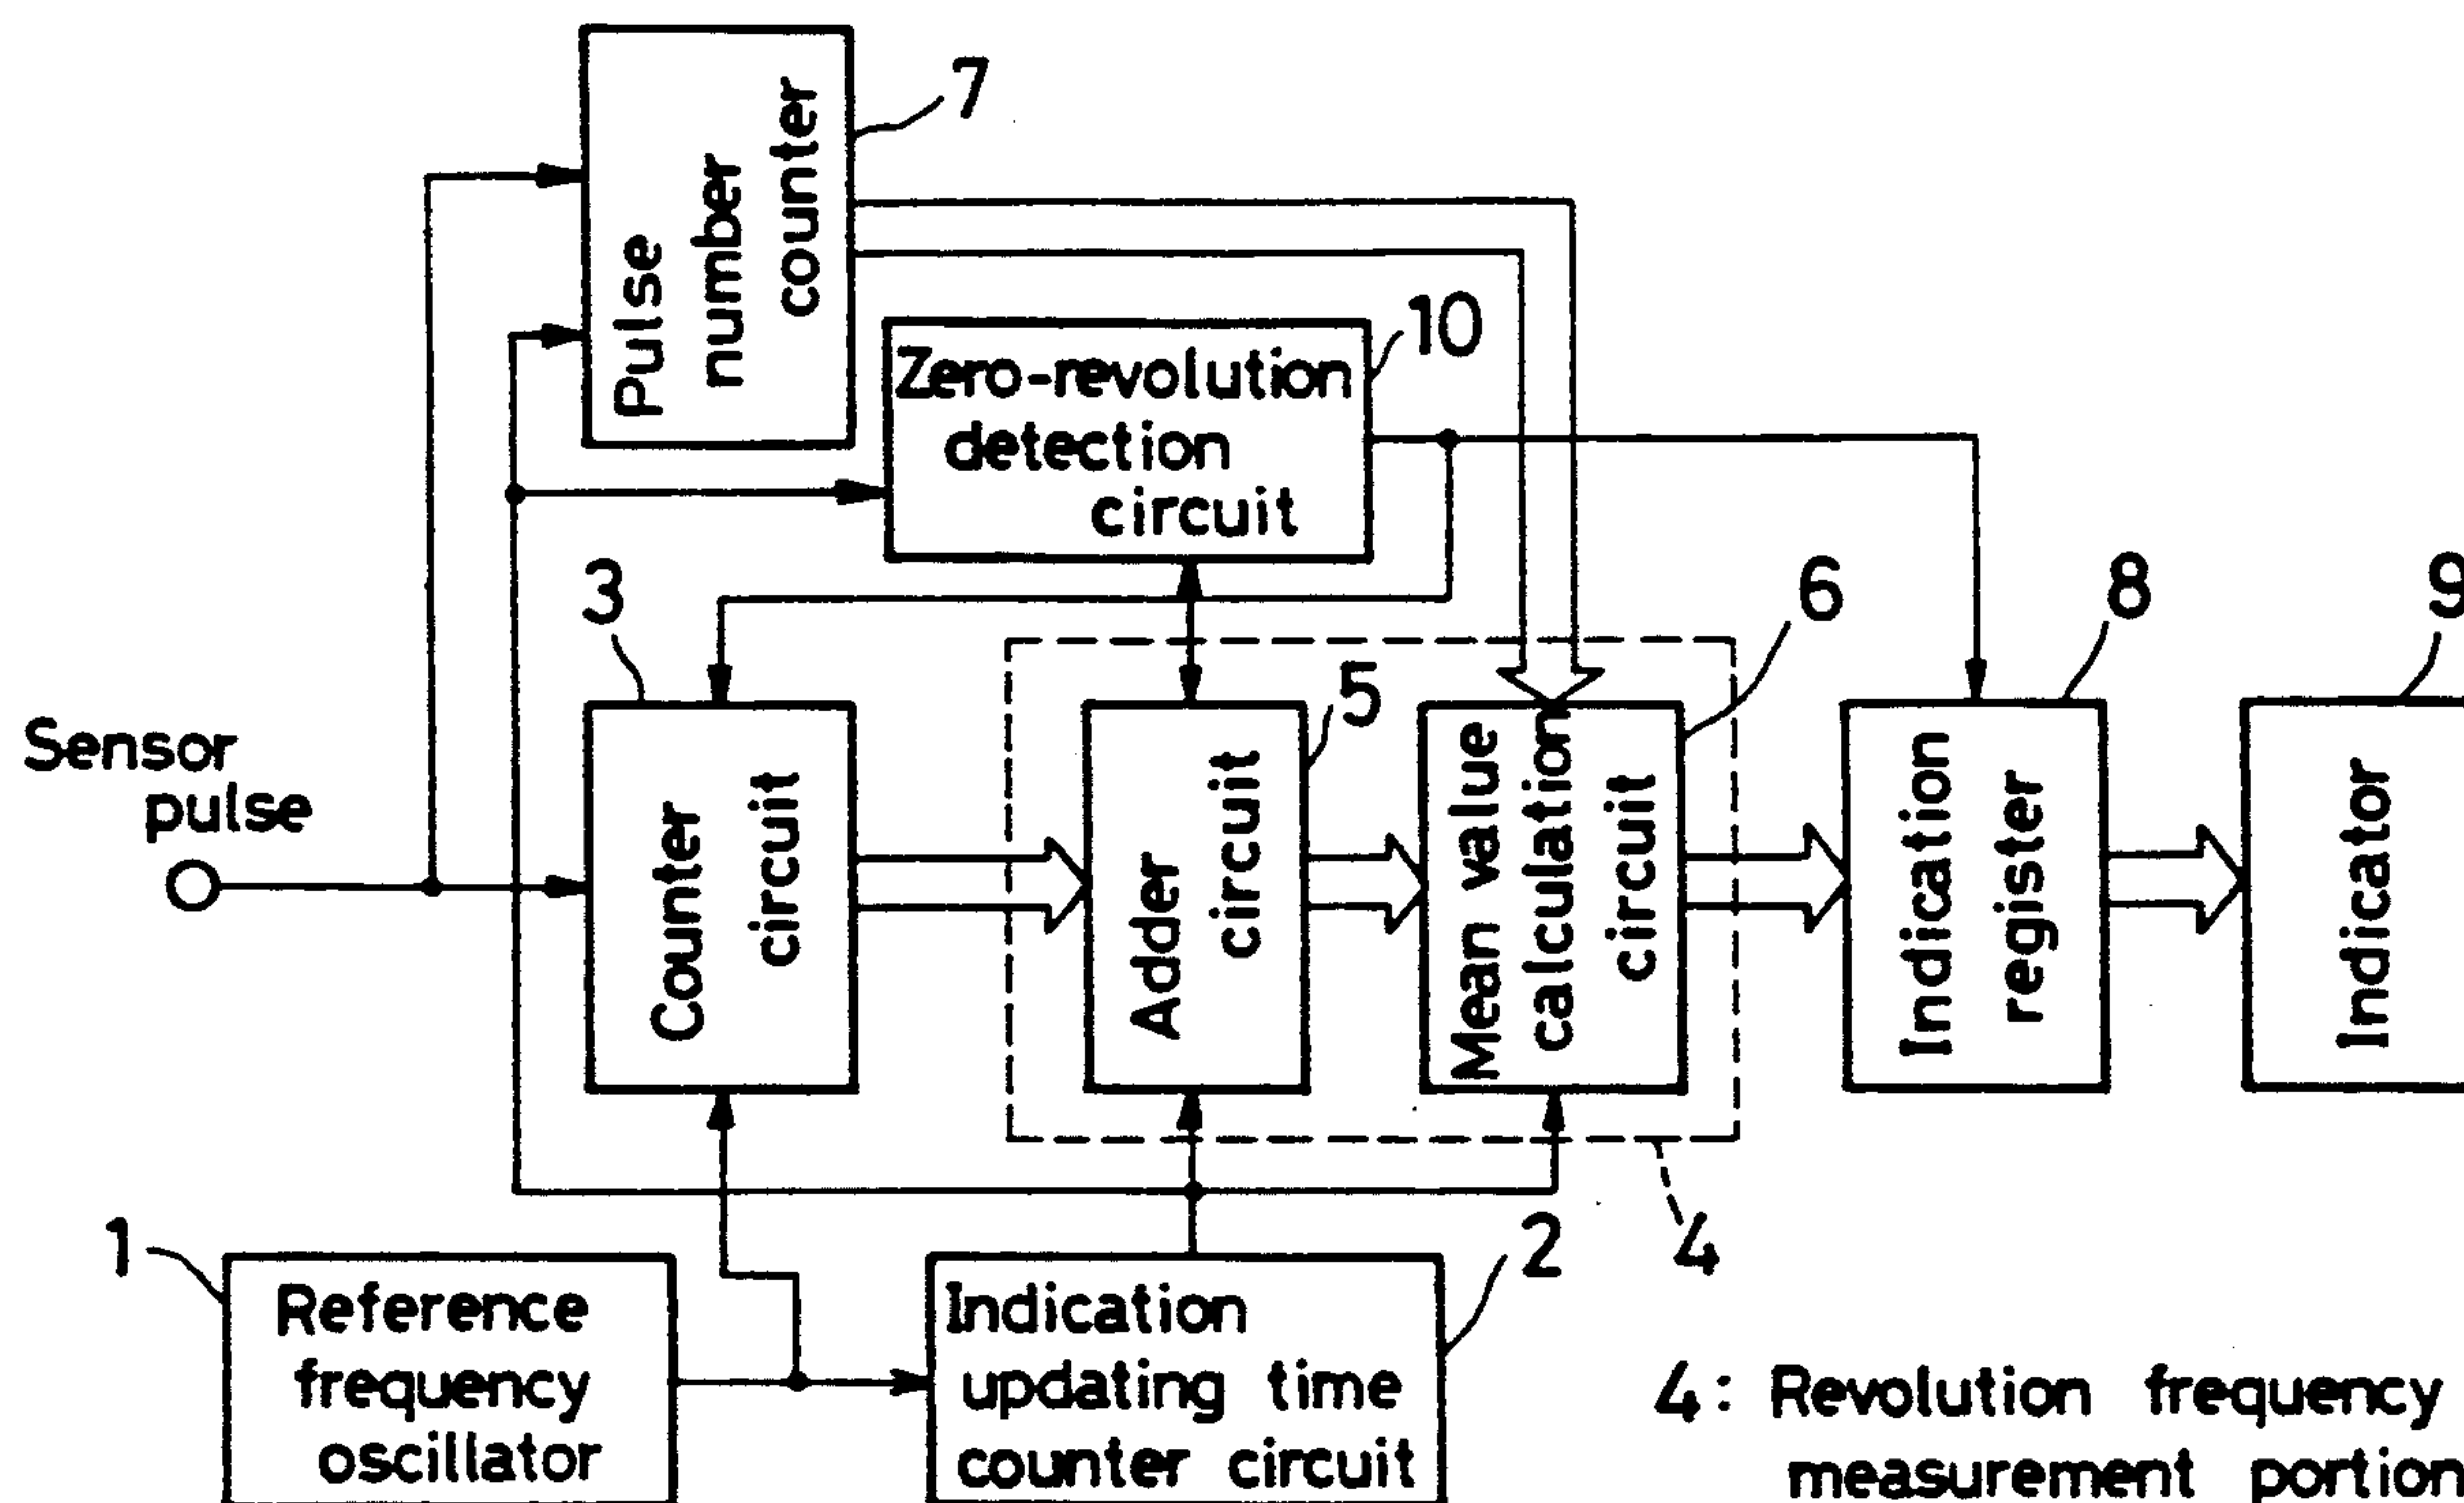 7
Pulse
number
counter
10
Zero-revolution
detection
circuit
3
6
8
9
5
Sensor
pulse
Counter
circuit
Adder
circuit
Mean value
calculation
circuit
Indication
register
Indicator
1
2
4
Reference
frequency
oscillator
Indication
updating time
counter circuit
4: Revolution frequency
measurement portion